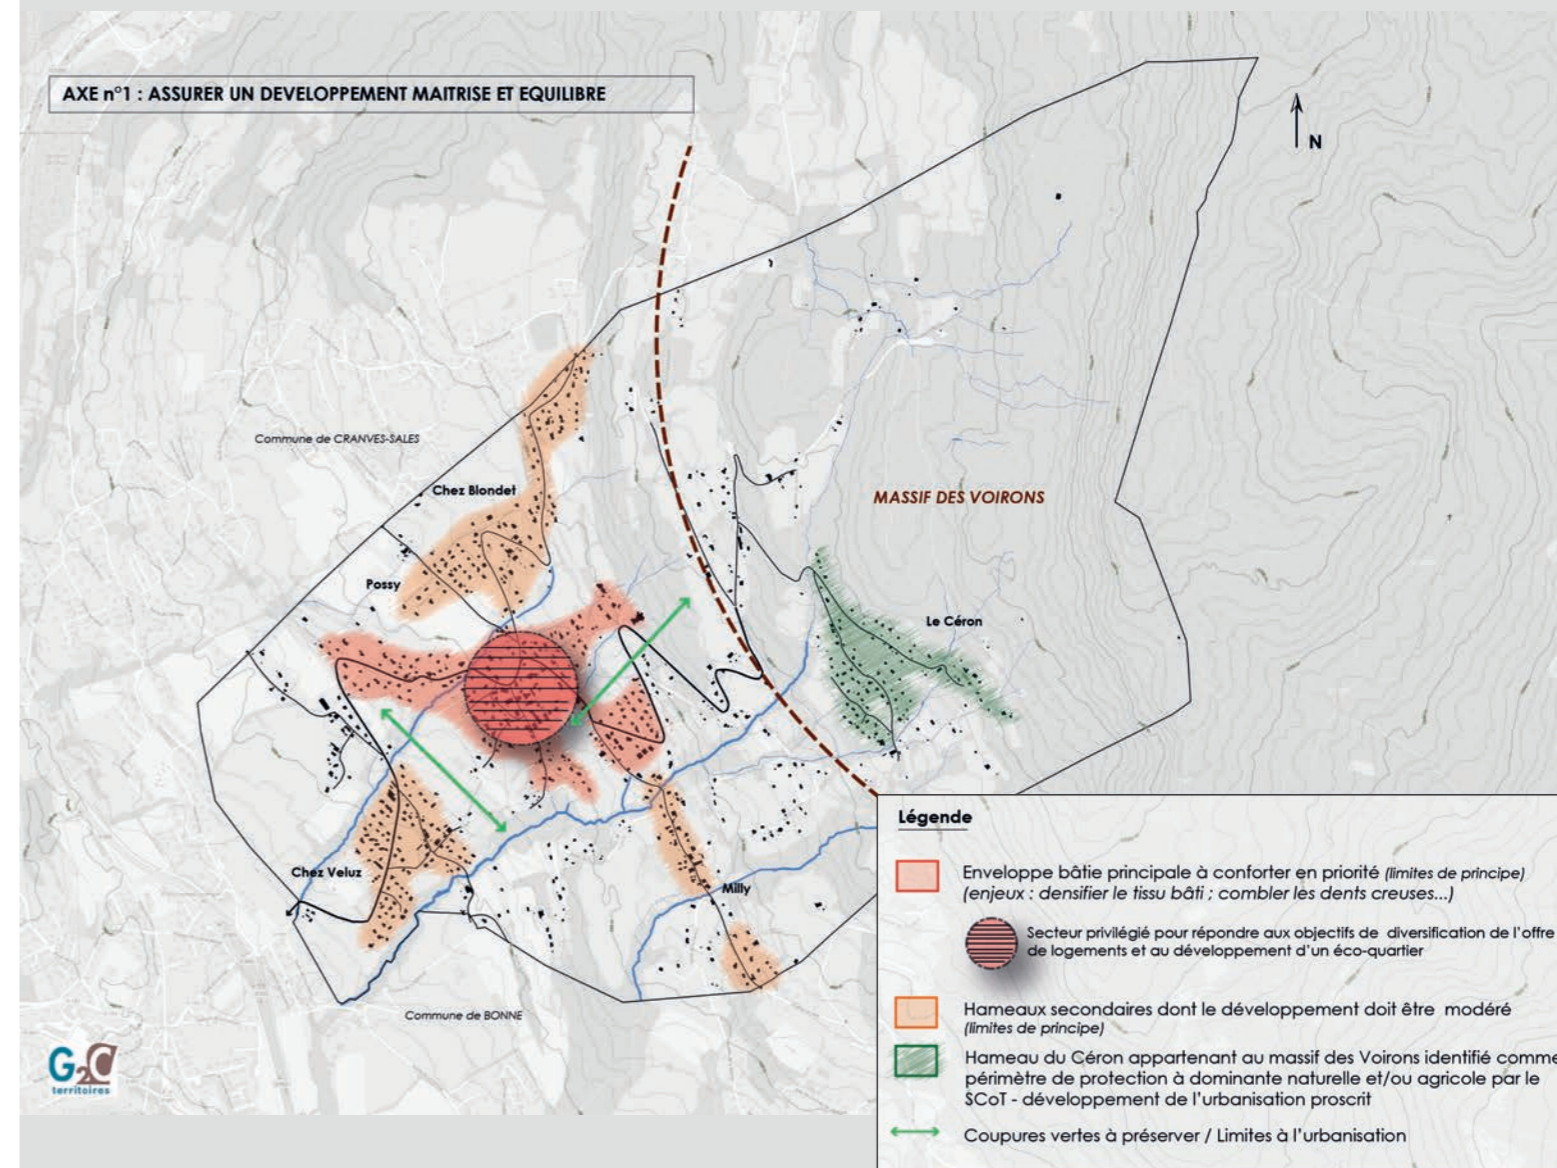 AXE n°1 : ASSURER UN DEVELOPPEMENT MAITRISE ET EQUILIBRE
N
Commune de CRANVES-SALES
Chez Blondet
MASSIF DES VOIRONS
Possy
Le Céron
Chez Veluz
Milly
Commune de BONNE
G2C
territoires
Légende
Enveloppe bâtie principale à conforter en priorité (limites de principe)
(enjeux : densifier le tissu bâti ; combler les dents creuses...)
Secteur privilégié pour répondre aux objectifs de diversification de l'offre
de logements et au développement d'un éco-quartier
Hameaux secondaires dont le développement doit être modéré
(limites de principe)
Hameau du Céron appartenant au massif des Voirons identifié comme
périmètre de protection à dominante naturelle et/ou agricole par le
SCoT - développement de l'urbanisation proscrit
Coupures vertes à préserver / Limites à l'urbanisation